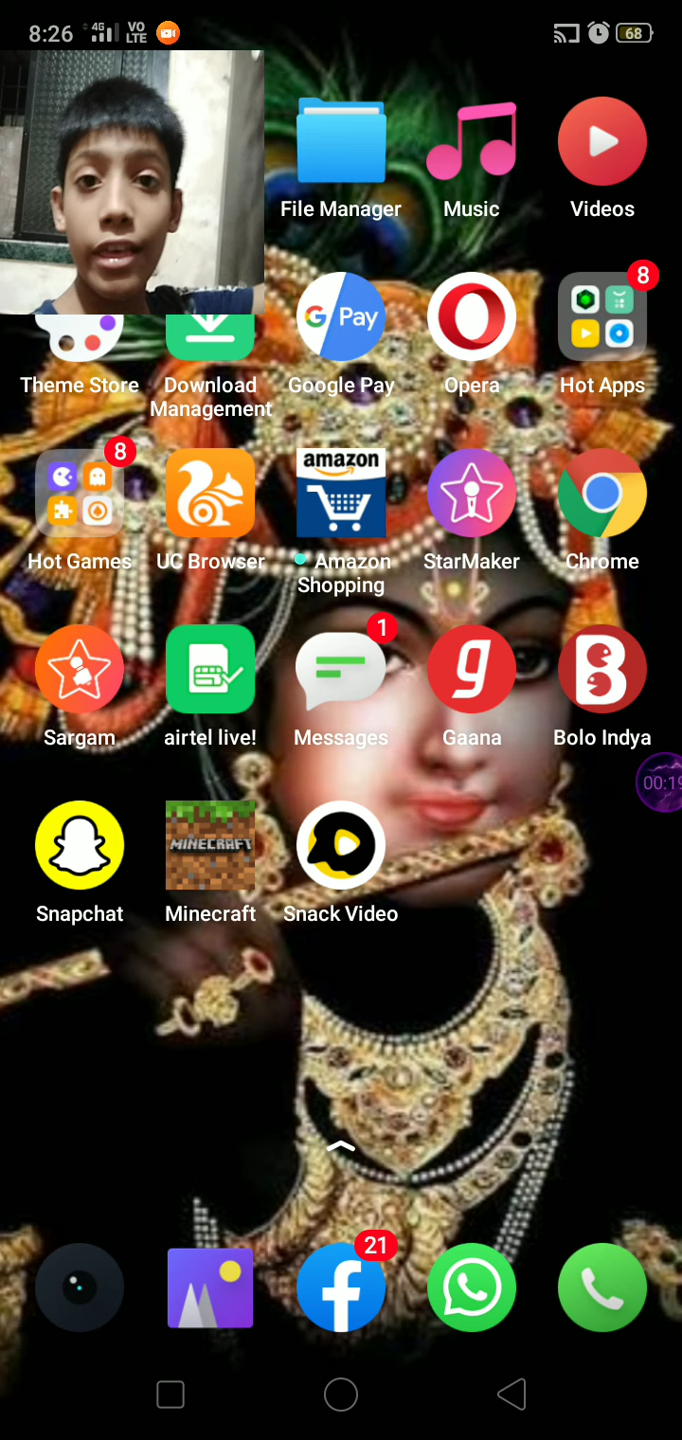 8:26 4G VO LTE 68
File Manager Music Videos
8
G Pay
Theme Store Download Management Google Pay Opera Hot Apps
8
amazon
Hot Games UC Browser Amazon Shopping StarMaker Chrome
1
g B
Sargam airtel live! Messages Gaana Bolo Indya
00:19
MINECRAFT
Snapchat Minecraft Snack Video
21
f